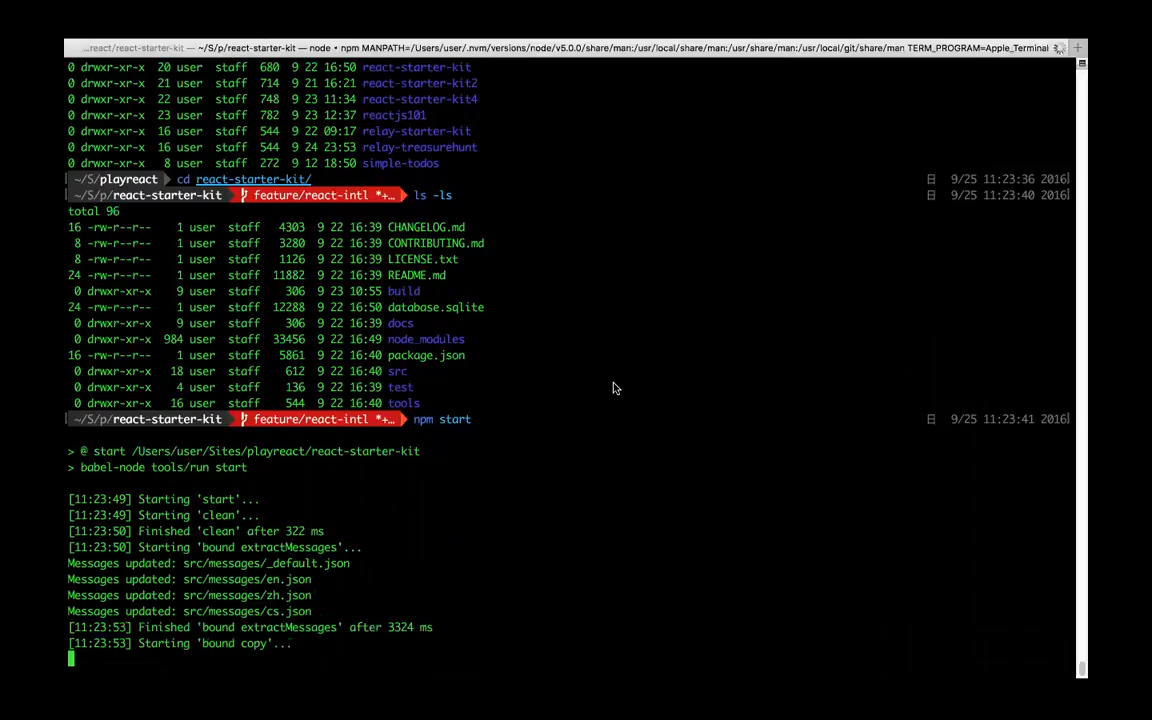 ...react/react-starter-kit — ~/S/p/react-starter-kit — node • npm MANPATH=/Users/user/.nvm/versions/node/v5.0.0/share/man:/usr/local/share/man:/usr/share/man:/usr/local/git/share/man TERM_PROGRAM=Apple_Terminal
0 drwxr-xr-x  20 user  staff  680  9 22 16:50 react-starter-kit
0 drwxr-xr-x  21 user  staff  714  9 21 16:21 react-starter-kit2
0 drwxr-xr-x  22 user  staff  748  9 23 11:34 react-starter-kit4
0 drwxr-xr-x  23 user  staff  782  9 23 12:37 reactjs101
0 drwxr-xr-x  16 user  staff  544  9 22 09:17 relay-starter-kit
0 drwxr-xr-x  16 user  staff  544  9 24 23:53 relay-treasurehunt
0 drwxr-xr-x   8 user  staff  272  9 12 18:50 simple-todos
~/S/playreact cd react-starter-kit/ 日 9/25 11:23:36 2016
~/S/p/react-starter-kit feature/react-intl *+… ls -ls 日 9/25 11:23:40 2016
total 96
16 -rw-r--r--    1 user  staff   4303  9 22 16:39 CHANGELOG.md
8 -rw-r--r--    1 user  staff   3280  9 22 16:39 CONTRIBUTING.md
8 -rw-r--r--    1 user  staff   1126  9 22 16:39 LICENSE.txt
24 -rw-r--r--    1 user  staff  11882  9 22 16:39 README.md
0 drwxr-xr-x    9 user  staff    306  9 23 10:55 build
24 -rw-r--r--    1 user  staff  12288  9 22 16:50 database.sqlite
0 drwxr-xr-x    9 user  staff    306  9 22 16:39 docs
0 drwxr-xr-x  984 user  staff  33456  9 22 16:49 node_modules
16 -rw-r--r--    1 user  staff   5861  9 22 16:40 package.json
0 drwxr-xr-x   18 user  staff    612  9 22 16:40 src
0 drwxr-xr-x    4 user  staff    136  9 22 16:39 test
0 drwxr-xr-x   16 user  staff    544  9 22 16:40 tools
~/S/p/react-starter-kit feature/react-intl *+… npm start 日 9/25 11:23:41 2016
> @ start /Users/user/Sites/playreact/react-starter-kit
> babel-node tools/run start
[11:23:49] Starting 'start'...
[11:23:49] Starting 'clean'...
[11:23:50] Finished 'clean' after 322 ms
[11:23:50] Starting 'bound extractMessages'...
Messages updated: src/messages/_default.json
Messages updated: src/messages/en.json
Messages updated: src/messages/zh.json
Messages updated: src/messages/cs.json
[11:23:53] Finished 'bound extractMessages' after 3324 ms
[11:23:53] Starting 'bound copy'...